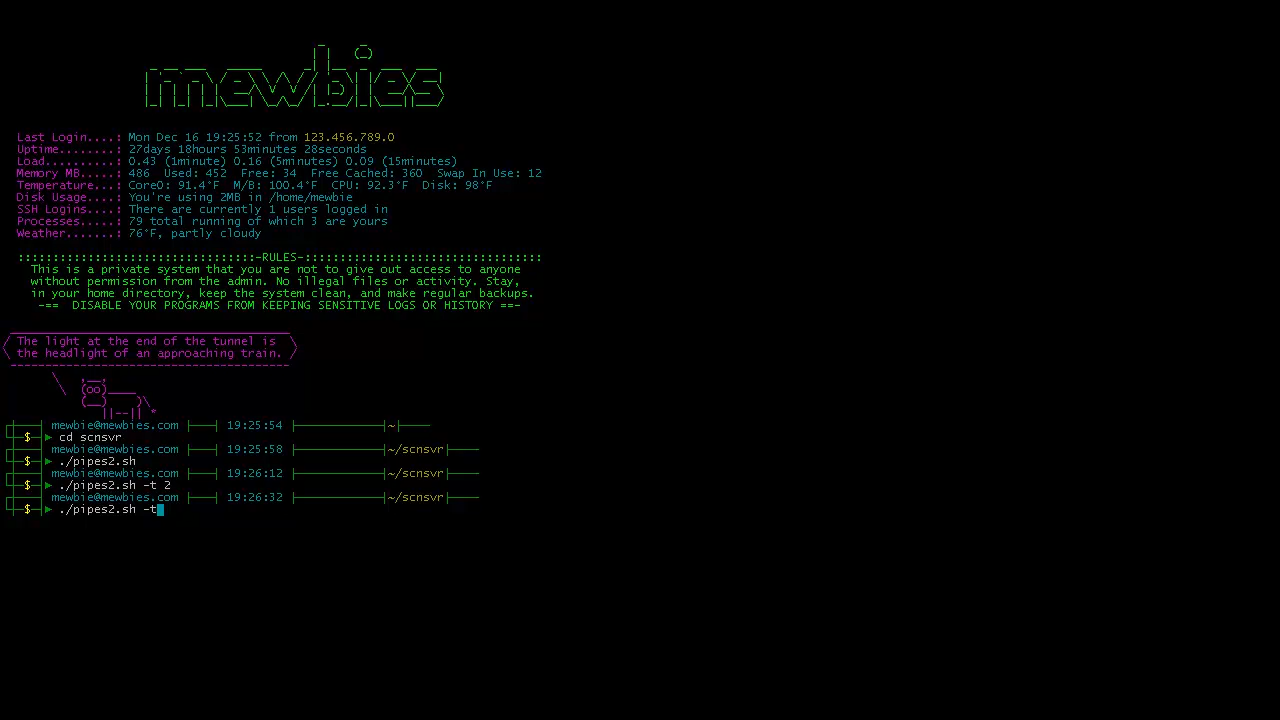 mewbies
Last Login....: Mon Dec 16 19:25:52 from 123.456.789.0
Uptime........: 27days 18hours 53minutes 28seconds
Load..........: 0.43 (1minute) 0.16 (5minutes) 0.09 (15minutes)
Memory MB.....: 486  Used: 452  Free: 34  Free Cached: 360  Swap In Use: 12
Temperature...: Core0: 91.4°F  M/B: 100.4°F  CPU: 92.3°F  Disk: 98°F
Disk Usage....: You're using 2MB in /home/mewbie
SSH Logins....: There are currently 1 users logged in
Processes.....: 79 total running of which 3 are yours
Weather.......: 76°F, partly cloudy
::::::::::::::::::::::::::::::::::-RULES-::::::::::::::::::::::::::::::::::
This is a private system that you are not to give out access to anyone
without permission from the admin. No illegal files or activity. Stay,
in your home directory, keep the system clean, and make regular backups.
-==  DISABLE YOUR PROGRAMS FROM KEEPING SENSITIVE LOGS OR HISTORY ==-
/ The light at the end of the tunnel is  \
\ the headlight of an approaching train. /
----------------------------------------
\   ,__,
\  (oo)____
(__)    )\
||--|| *
mewbie@mewbies.com 19:25:54 ~
$ cd scnsvr
mewbie@mewbies.com 19:25:58 ~/scnsvr
$ ./pipes2.sh
mewbie@mewbies.com 19:26:12 ~/scnsvr
$ ./pipes2.sh -t 2
mewbie@mewbies.com 19:26:32 ~/scnsvr
$ ./pipes2.sh -t